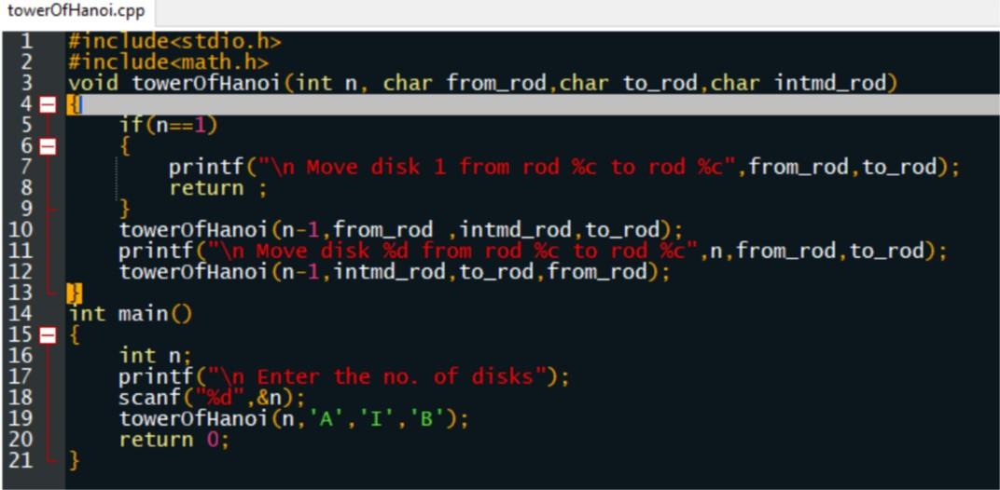 towerOfHanoi.cpp
1 #include<stdio.h>
2 #include<math.h>
3 void towerOfHanoi(int n, char from_rod,char to_rod,char intmd_rod)
4 {
5 if(n==1)
6 {
7 printf("\n Move disk 1 from rod %c to rod %c",from_rod,to_rod);
8 return ;
9 }
10 towerOfHanoi(n-1,from_rod ,intmd_rod,to_rod);
11 printf("\n Move disk %d from rod %c to rod %c",n,from_rod,to_rod);
12 towerOfHanoi(n-1,intmd_rod,to_rod,from_rod);
13 }
14 int main()
15 {
16 int n;
17 printf("\n Enter the no. of disks");
18 scanf("%d",&n);
19 towerOfHanoi(n,'A','I','B');
20 return 0;
21 }